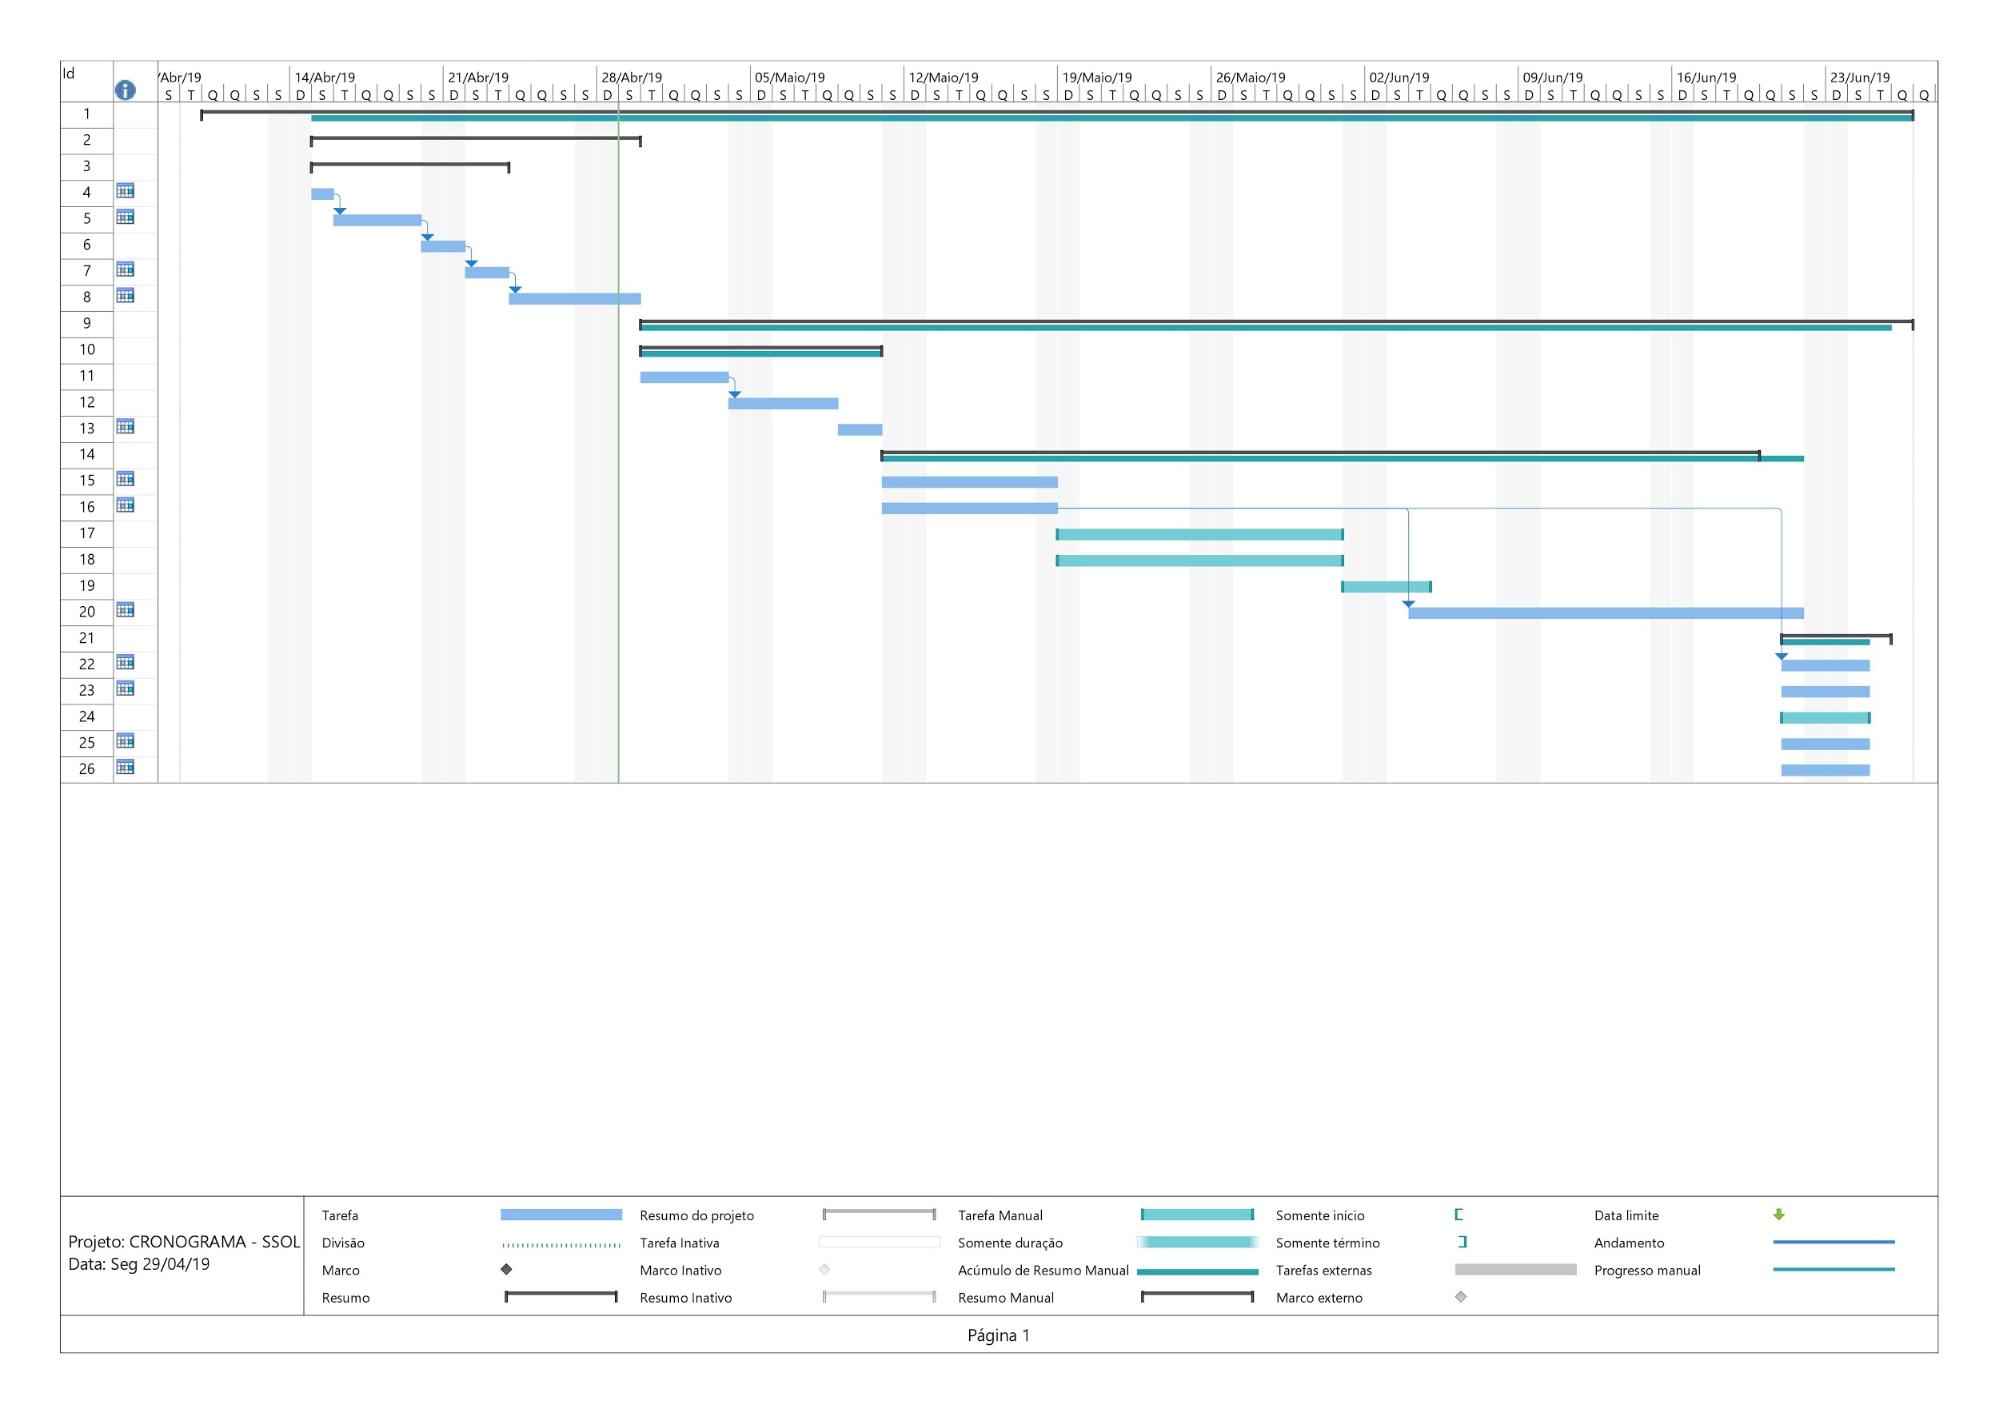 Id
/Abr/19 14/Abr/19 21/Abr/19 28/Abr/19 05/Maio/19 12/Maio/19 19/Maio/19 26/Maio/19 02/Jun/19 09/Jun/19 16/Jun/19 23/Jun/19
S T Q Q S S D S T Q Q S S D S T Q Q S S D S T Q Q S S D S T Q Q S S D S T Q Q S S D S T Q Q S S D S T Q Q S S D S T Q Q S S D S T Q Q S S D S T Q Q S S D S T Q Q
1
2
3
4
5
6
7
8
9
10
11
12
13
14
15
16
17
18
19
20
21
22
23
24
25
26
Projeto: CRONOGRAMA - SSOL
Data: Seg 29/04/19
Tarefa
Divisão
Marco
Resumo
Resumo do projeto
Tarefa Inativa
Marco Inativo
Resumo Inativo
Tarefa Manual
Somente duração
Acúmulo de Resumo Manual
Resumo Manual
Somente início
Somente término
Tarefas externas
Marco externo
Data limite
Andamento
Progresso manual
Página 1